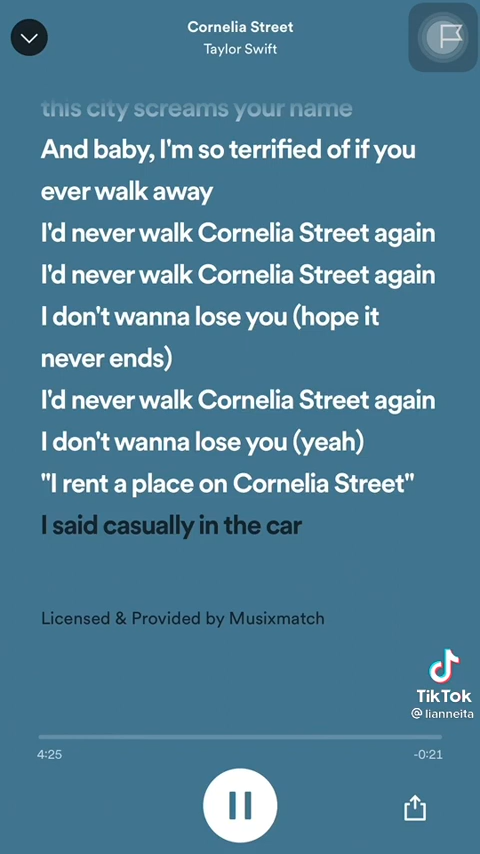 Cornelia Street
Taylor Swift
this city screams your name
And baby, I'm so terrified of if you
ever walk away
I'd never walk Cornelia Street again
I'd never walk Cornelia Street again
I don't wanna lose you (hope it
never ends)
I'd never walk Cornelia Street again
I don't wanna lose you (yeah)
"I rent a place on Cornelia Street"
I said casually in the car
Licensed & Provided by Musixmatch
TikTok
@lianneita
4:25
-0:21